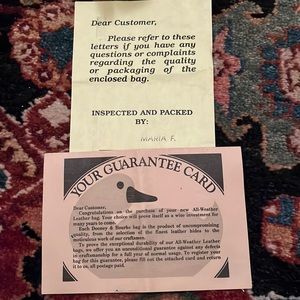 Dear Customer,
Please refer to these
letters if you have any
questions or complaints
regarding the quality
or packaging of the
enclosed bag.
INSPECTED AND PACKED
BY:
MARIA F.
YOUR GUARANTEE CARD
Dear Customer,
Congratulations on the purchase of your new All-Weather
Leather bag. Your choice will prove itself as a wise investment for
many years to come.
Each Dooney & Bourke bag is the product of uncompromising
quality, from the selection of the finest leather hides to the
meticulous work of our craftsmen.
To prove the exceptional durability of our All-Weather Leather
bags, we offer you an unconditional guarantee against any defects
in craftsmanship for a full year of normal usage. To register your
bag for this guarantee, please fill out the attached card and return
it to us, all postage paid.